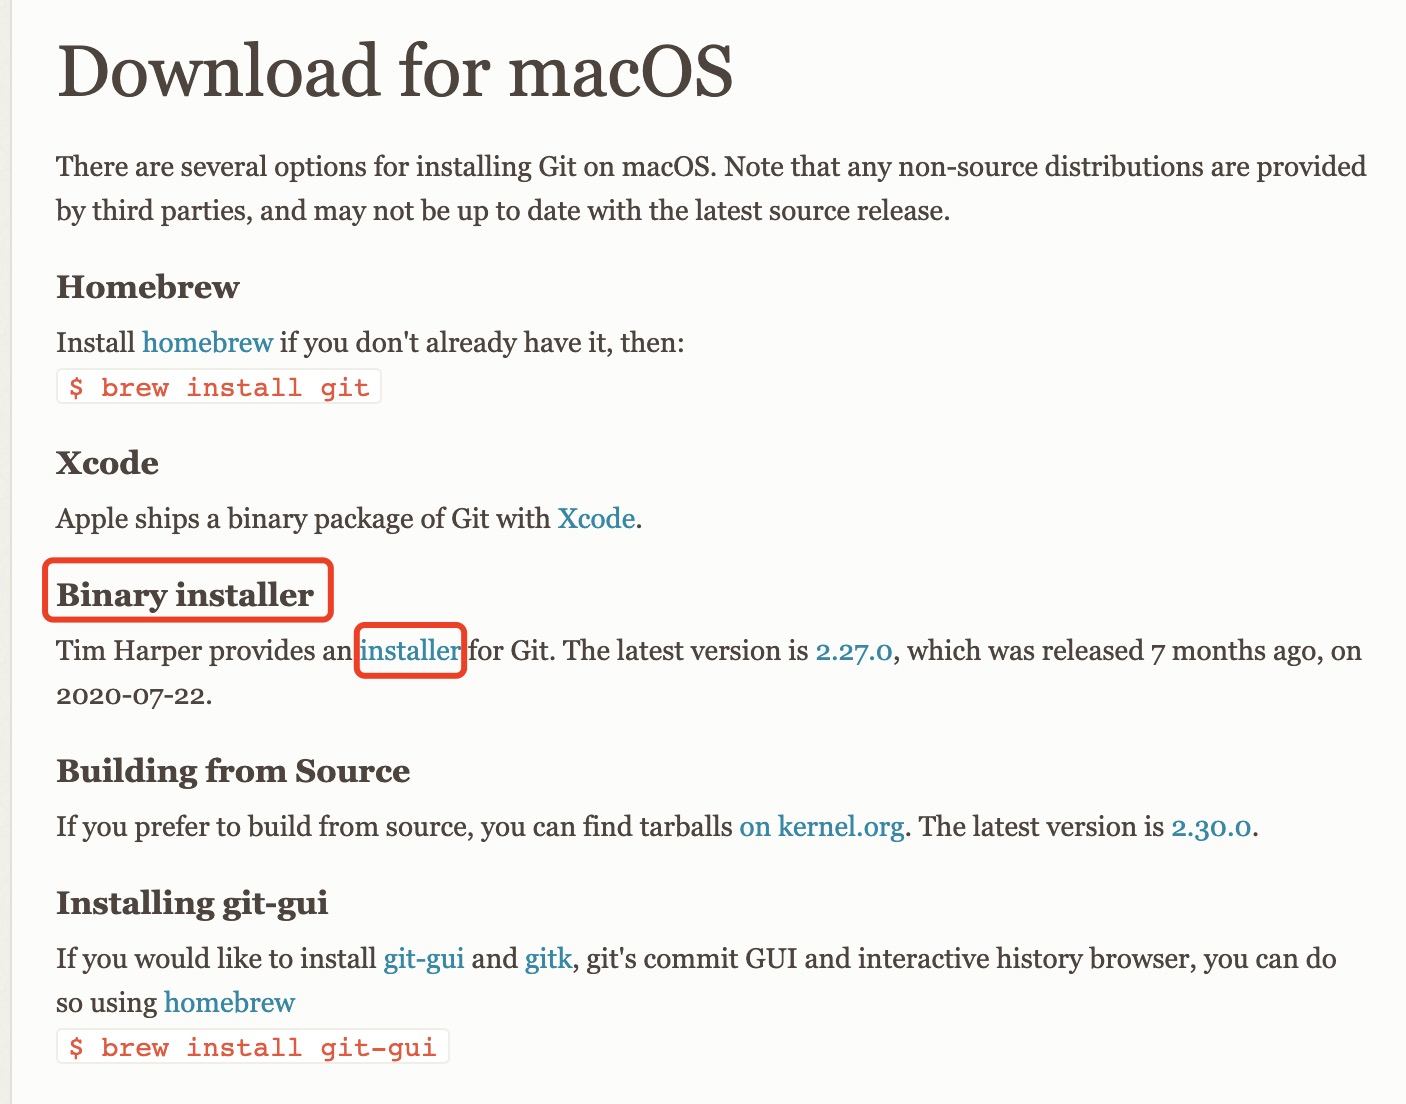 Download for macOS
There are several options for installing Git on macOS. Note that any non-source distributions are provided
by third parties, and may not be up to date with the latest source release.
Homebrew
Install homebrew if you don't already have it, then:
$ brew install git
Xcode
Apple ships a binary package of Git with Xcode.
Binary installer
Tim Harper provides an installer for Git. The latest version is 2.27.0, which was released 7 months ago, on
2020-07-22.
Building from Source
If you prefer to build from source, you can find tarballs on kernel.org. The latest version is 2.30.0.
Installing git-gui
If you would like to install git-gui and gitk, git's commit GUI and interactive history browser, you can do
so using homebrew
$ brew install git-gui